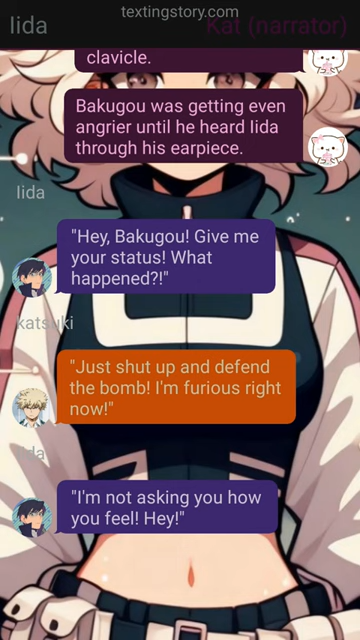 textingstory.com
Iida
Kat (narrator)
clavicle.
Bakugou was getting even
angrier until he heard Iida
through his earpiece.
Iida
"Hey, Bakugou! Give me
your status! What
happened?!"
katsuki
"Just shut up and defend
the bomb! I'm furious right
now!"
Iida
"I'm not asking you how
you feel! Hey!"